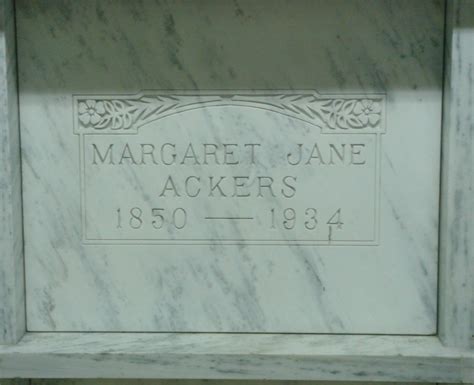 MARGARET JANE
ACKERS
1850 — 1934